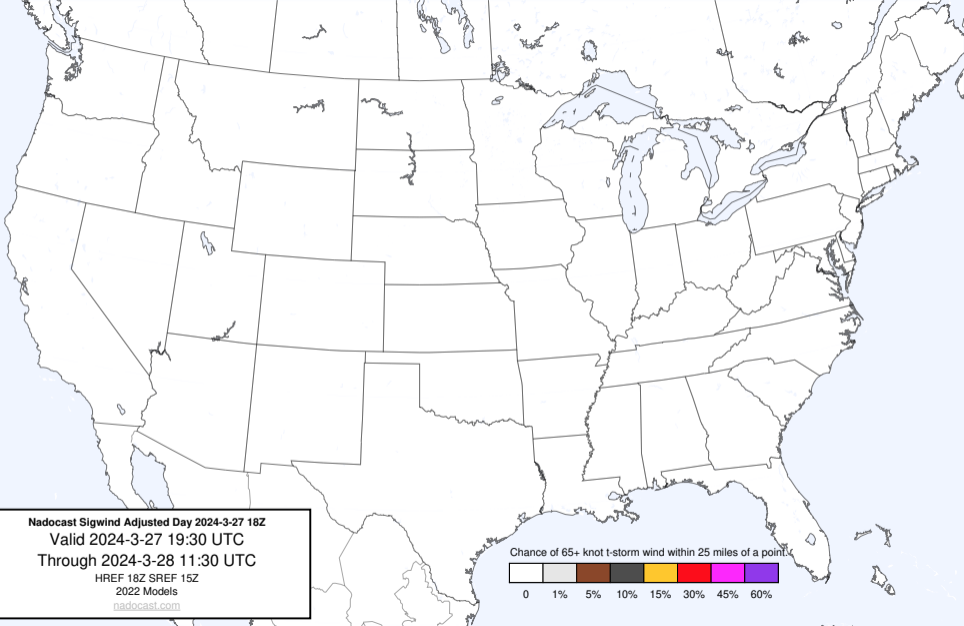 Nadocast Sigwind Adjusted Day 2024-3-27 18Z
Valid 2024-3-27 19:30 UTC
Through 2024-3-28 11:30 UTC
HREF 18Z SREF 15Z
2022 Models
nadocast.com
Chance of 65+ knot t-storm wind within 25 miles of a point.
0 1% 5% 10% 15% 30% 45% 60%